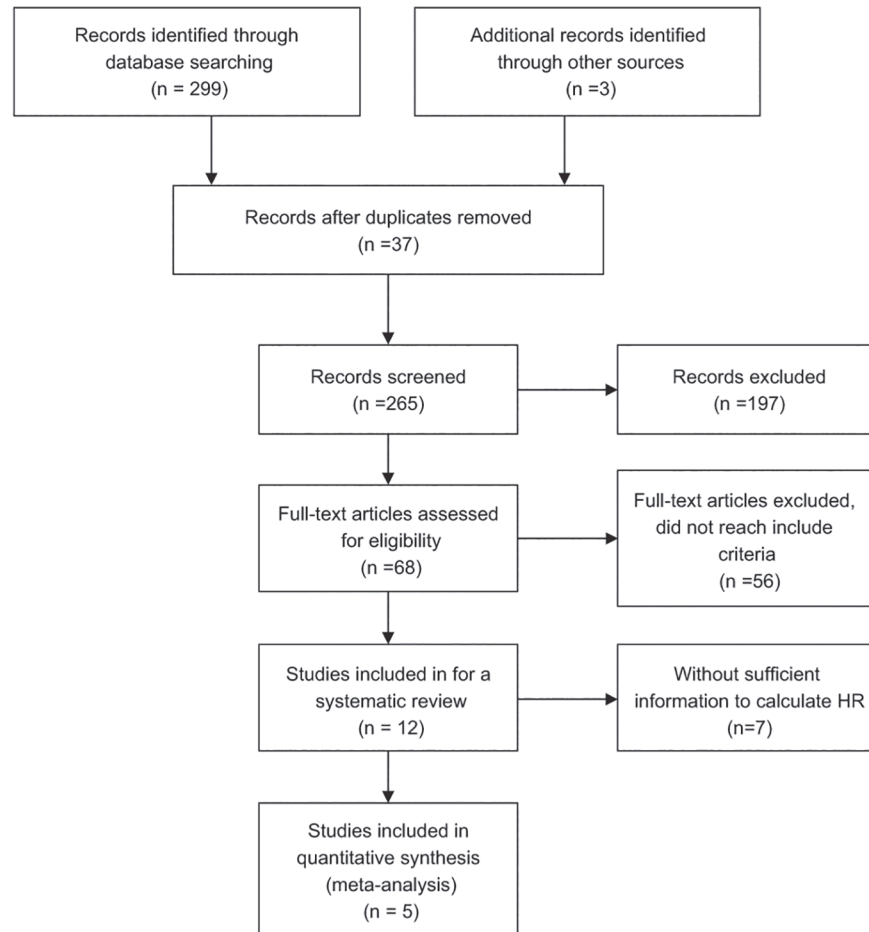 Records identified through
database searching
(n = 299)
Additional records identified
through other sources
(n =3)
Records after duplicates removed
(n =37)
Records screened
(n =265)
Records excluded
(n =197)
Full-text articles assessed
for eligibility
(n =68)
Full-text articles excluded,
did not reach include
criteria
(n =56)
Studies included in for a
systematic review
(n = 12)
Without sufficient
information to calculate HR
(n=7)
Studies included in
quantitative synthesis
(meta-analysis)
(n = 5)